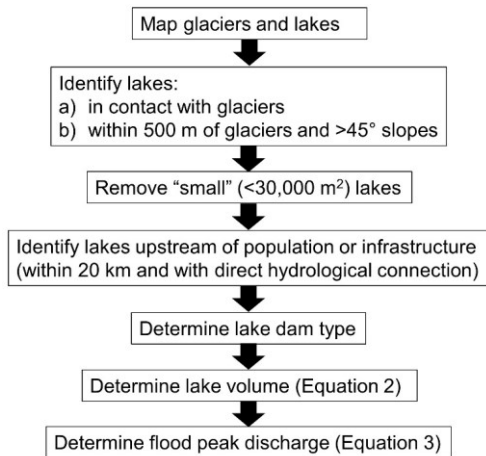 Map glaciers and lakes
Identify lakes:
a) in contact with glaciers
b) within 500 m of glaciers and >45° slopes
Remove “small” (<30,000 m²) lakes
Identify lakes upstream of population or infrastructure
(within 20 km and with direct hydrological connection)
Determine lake dam type
Determine lake volume (Equation 2)
Determine flood peak discharge (Equation 3)